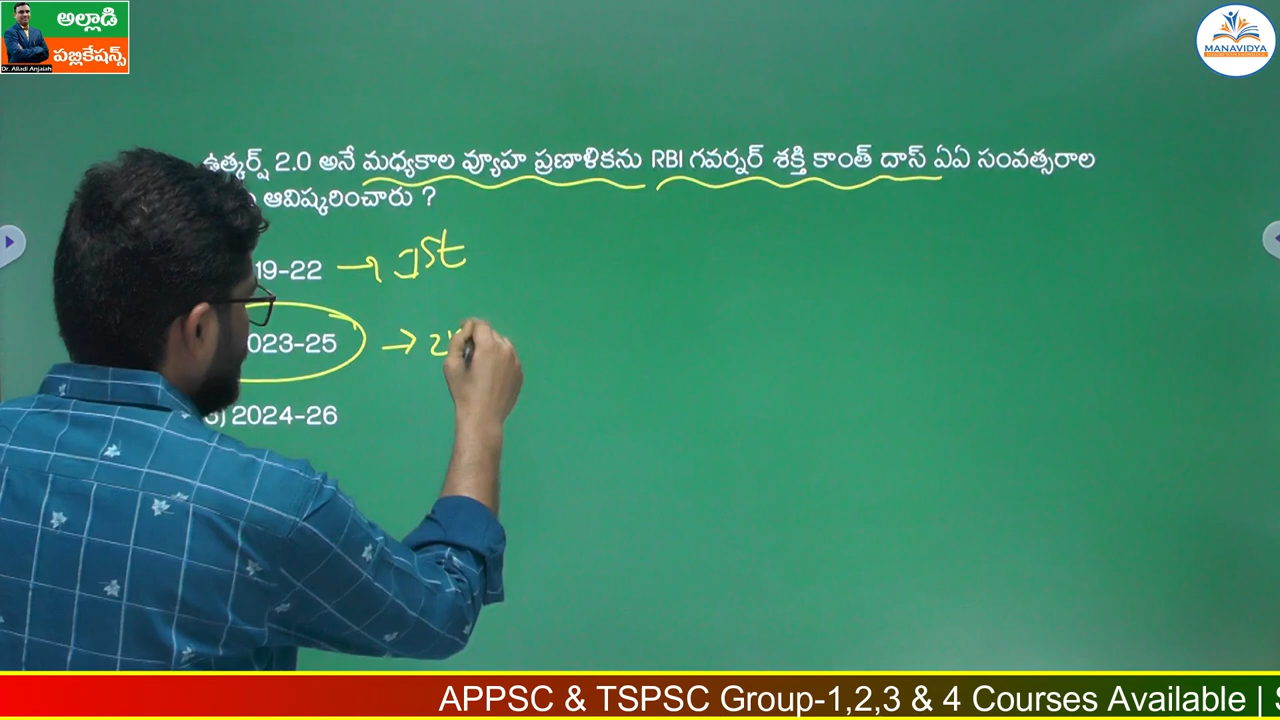 అల్లాడి
పబ్లికేషన్స్
Dr. Alladi Anjaiah
MANAVIDYA
ఉత్కర్ష్ 2.0 అనే మధ్యకాల వ్యూహ ప్రణాళికను RBI గవర్నర్ శక్తి కాంత్ దాస్ ఏఏ సంవత్సరాల
ఆవిష్కరించారు ?
19-22 → Ist
023-25 →
3) 2024-26
APPSC & TSPSC Group-1,2,3 & 4 Courses Available |